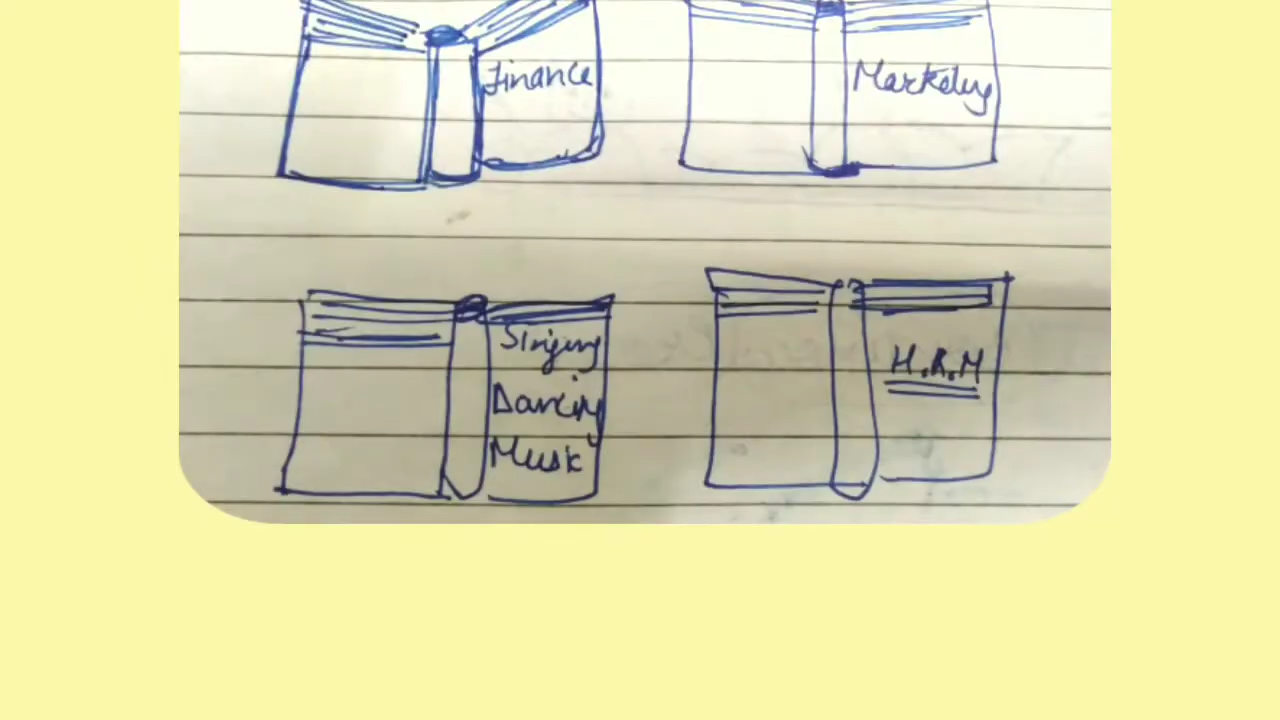 Finance
Marketing
Singing
Dancing
Music
H.R.M